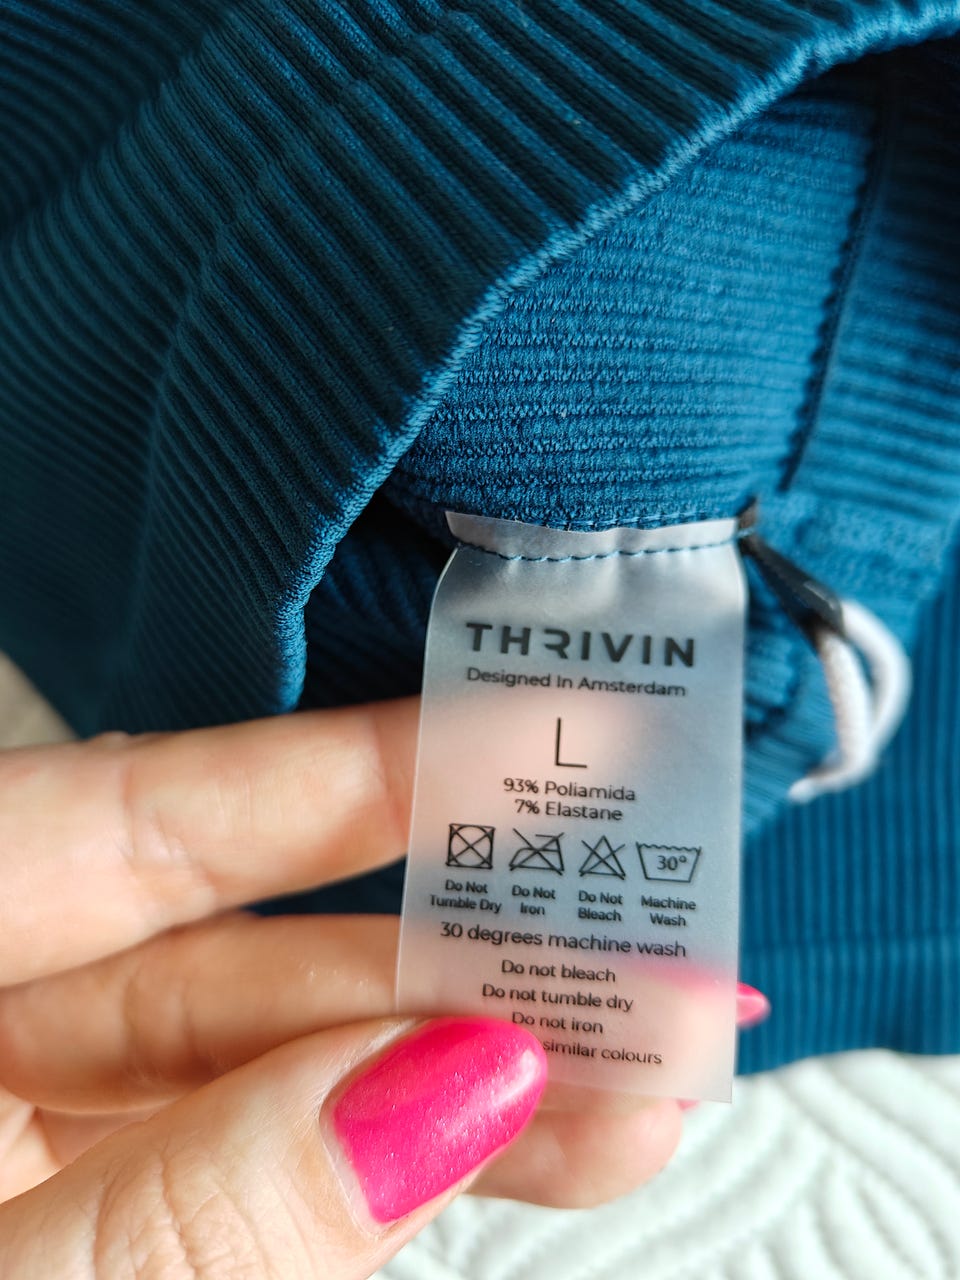 THRIVIN
Designed In Amsterdam
L
93% Poliamida
7% Elastane
30°
Do Not
Tumble Dry
Do Not
Iron
Do Not
Bleach
Machine
Wash
30 degrees machine wash
Do not bleach
Do not tumble dry
Do not iron
similar colours